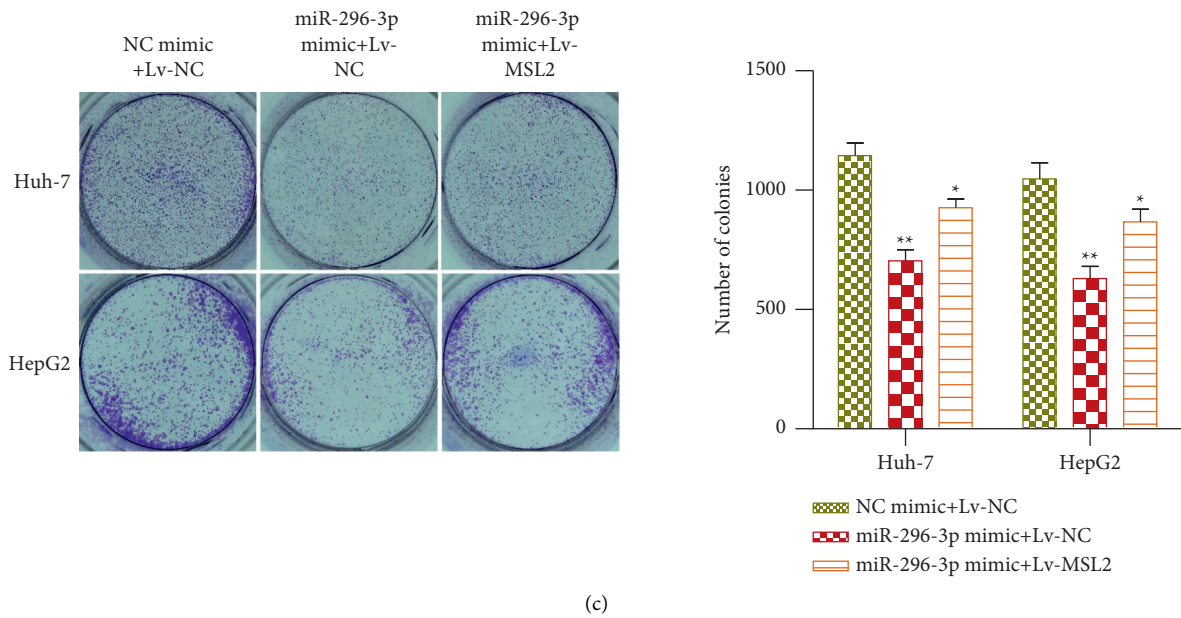 NC mimic
+Lv-NC
miR-296-3p
mimic+Lv-
NC
miR-296-3p
mimic+Lv-
MSL2
Huh-7
HepG2
Number of colonies
1500
1000
500
0
**
*
**
*
Huh-7
HepG2
NC mimic+Lv-NC
miR-296-3p mimic+Lv-NC
miR-296-3p mimic+Lv-MSL2
(c)